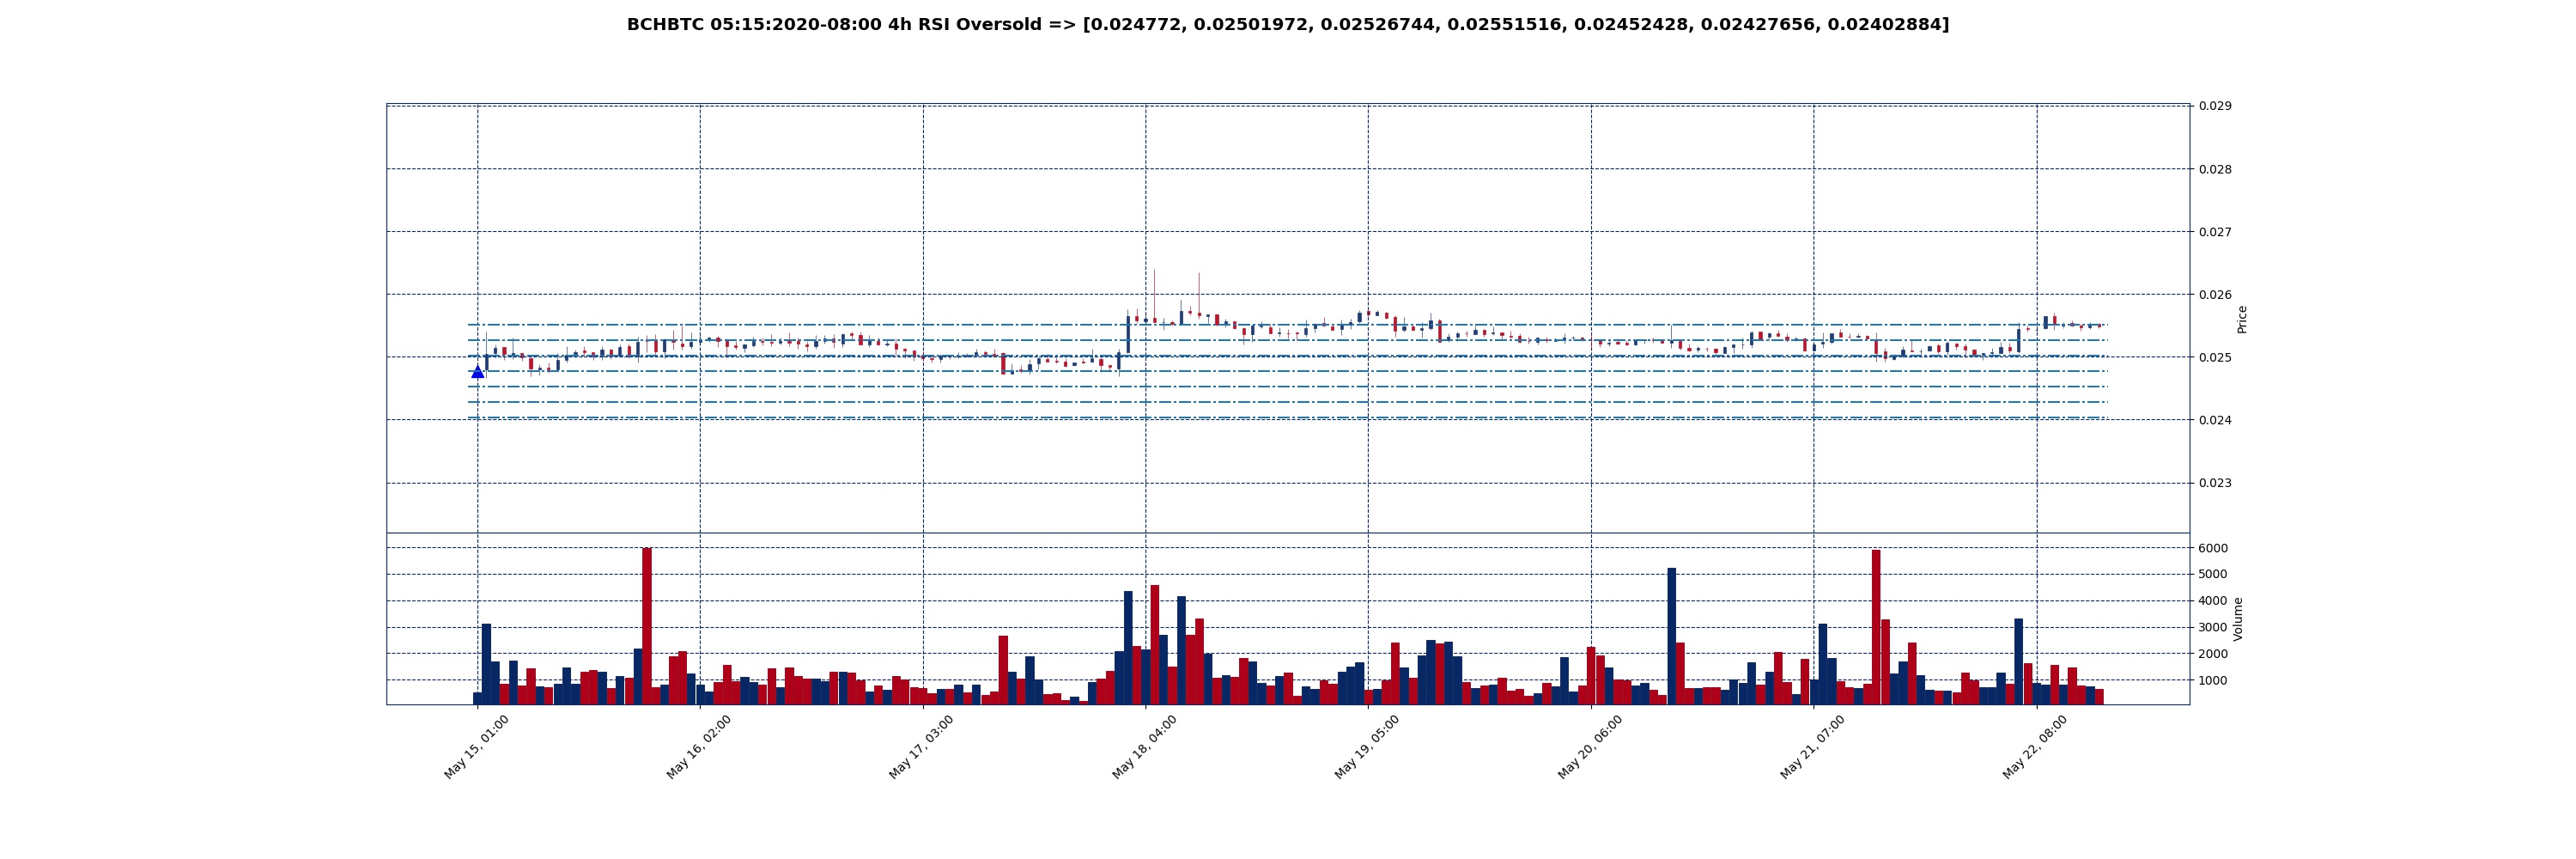 BCHBTC 05:15:2020-08:00 4h RSI Oversold => [0.024772, 0.02501972, 0.02526744, 0.02551516, 0.02452428, 0.02427656, 0.02402884]
0.029
0.028
0.027
0.026
0.025
0.024
0.023
Price
6000
5000
4000
3000
2000
1000
Volume
May 15, 01:00
May 16, 02:00
May 17, 03:00
May 18, 04:00
May 19, 05:00
May 20, 06:00
May 21, 07:00
May 22, 08:00